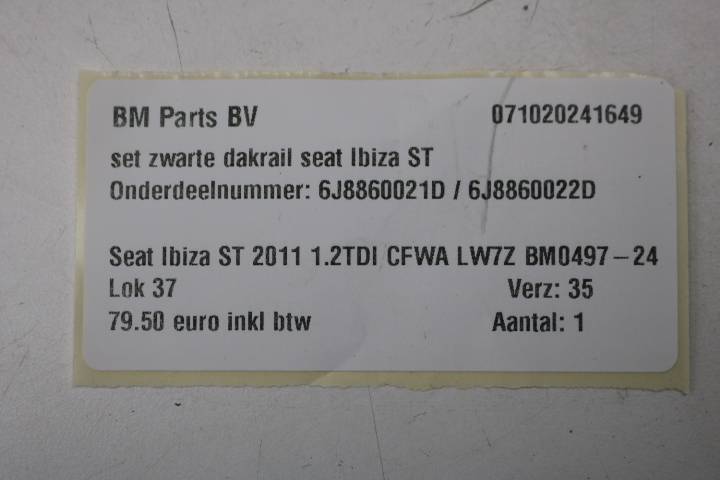 BM Parts BV 071020241649
set zwarte dakrail seat Ibiza ST
Onderdeelnummer: 6J8860021D / 6J8860022D
Seat Ibiza ST 2011 1.2TDI CFWA LW7Z BM0497-24
Lok 37 Verz: 35
79.50 euro inkl btw Aantal: 1